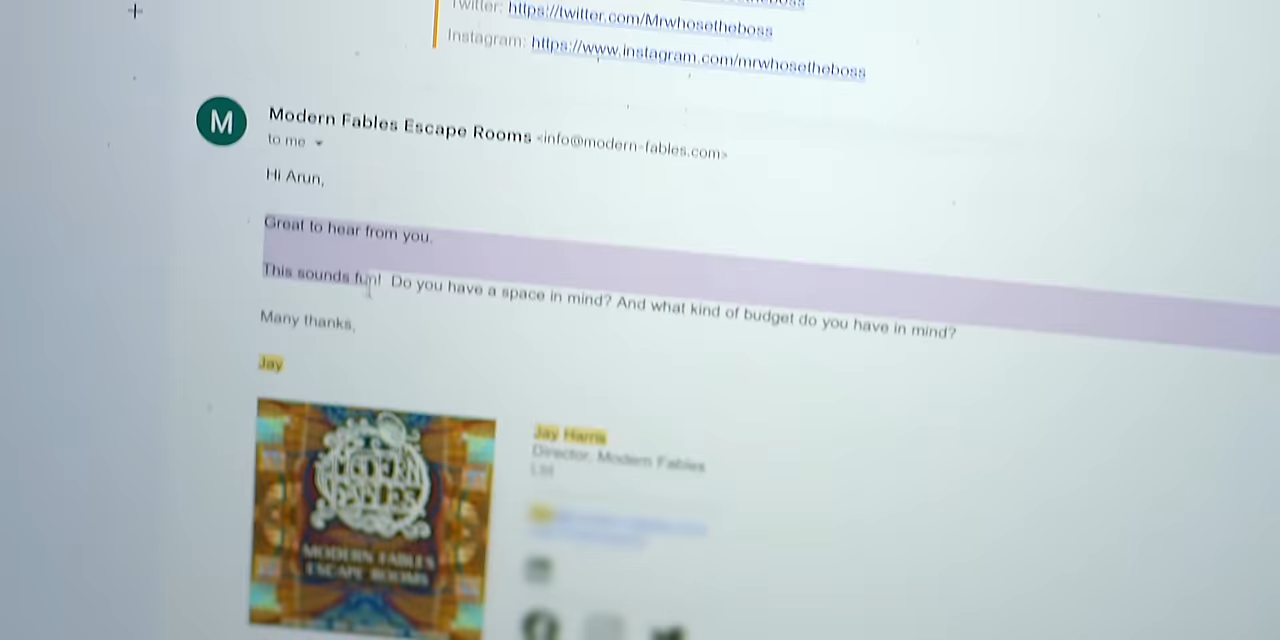 Twitter: https://twitter.com/Mrwhosetheboss
Instagram: https://www.instagram.com/mrwhosetheboss
M
Modern Fables Escape Rooms <info@modern-fables.com>
to me
Hi Arun,
Great to hear from you.
This sounds fun! Do you have a space in mind? And what kind of budget do you have in mind?
Many thanks,
Jay
MODERN
FABLES
MODERN FABLES
ESCAPE ROOMS
Jay Harris
Director, Modern Fables
Ltd